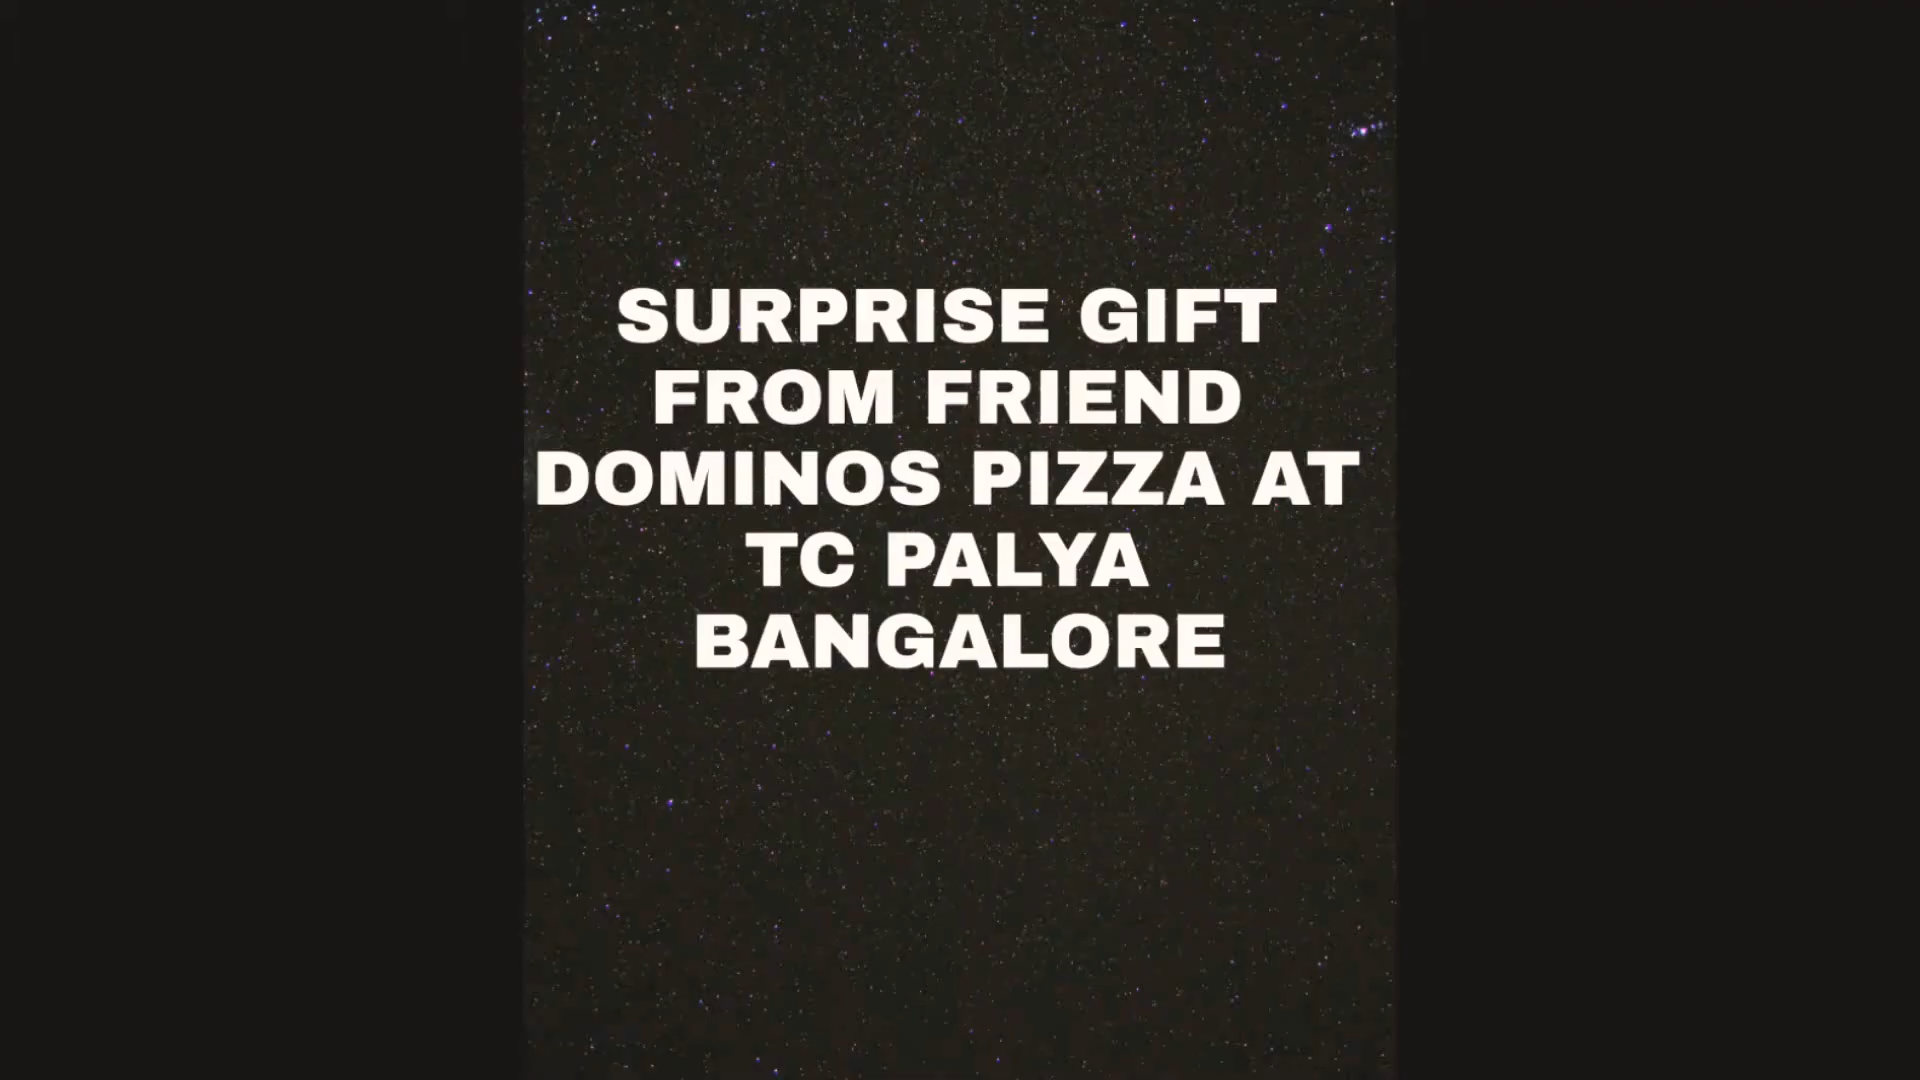 SURPRISE GIFT
FROM FRIEND
DOMINOS PIZZA AT
TC PALYA
BANGALORE